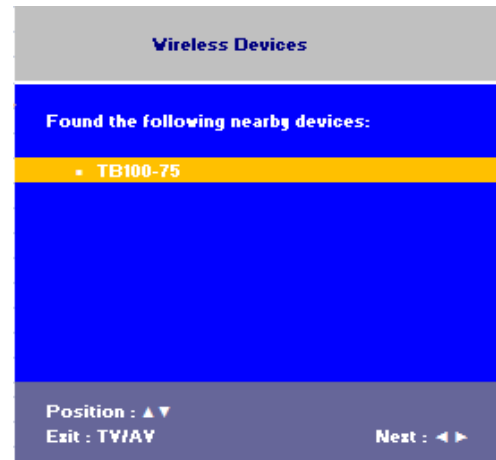 Wireless Devices
Found the following nearby devices:
▪ TB100-75
Position : ▲▼
Exit : TV/AV
Next : ◄ ►